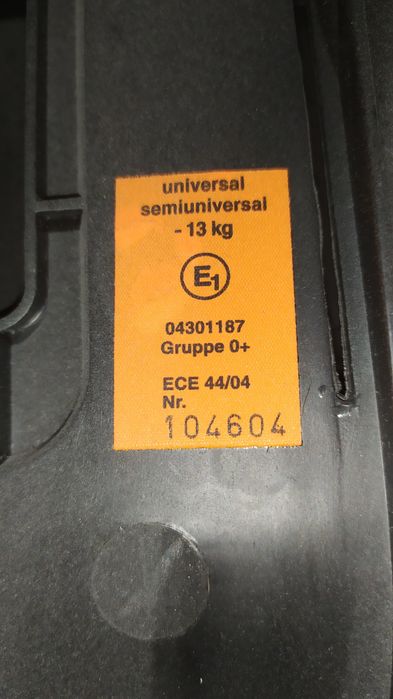 universal
semiuniversal
- 13 kg
E1
04301187
Gruppe 0+
ECE 44/04
Nr.
104604